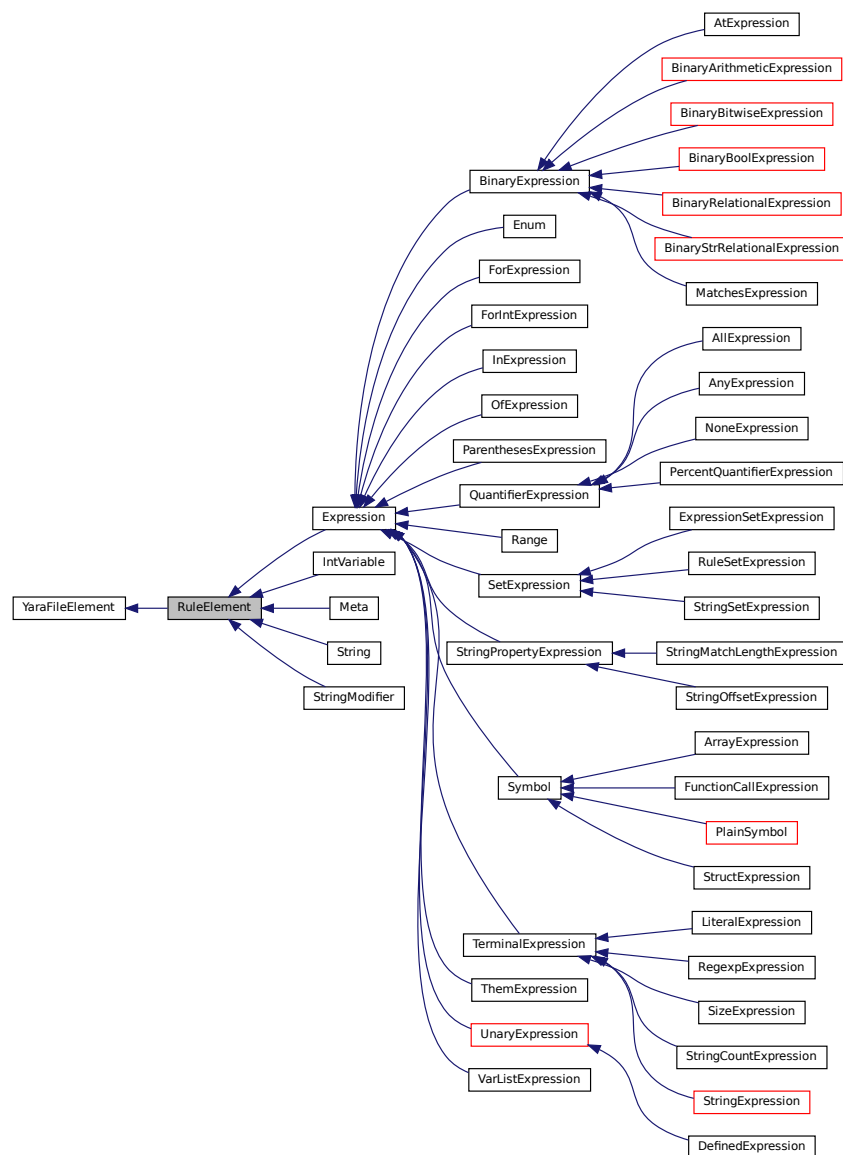 AtExpression
BinaryArithmeticExpression
BinaryBitwiseExpression
BinaryBoolExpression
BinaryExpression
BinaryRelationalExpression
Enum
BinaryStrRelationalExpression
ForExpression
MatchesExpression
ForIntExpression
AllExpression
InExpression
AnyExpression
OfExpression
NoneExpression
ParenthesesExpression
PercentQuantifierExpression
QuantifierExpression
Expression
ExpressionSetExpression
Range
IntVariable
RuleSetExpression
SetExpression
YaraFileElement
RuleElement
Meta
StringSetExpression
String
StringPropertyExpression
StringMatchLengthExpression
StringModifier
StringOffsetExpression
ArrayExpression
Symbol
FunctionCallExpression
PlainSymbol
StructExpression
LiteralExpression
TerminalExpression
RegexpExpression
ThemExpression
SizeExpression
UnaryExpression
StringCountExpression
VarListExpression
StringExpression
DefinedExpression